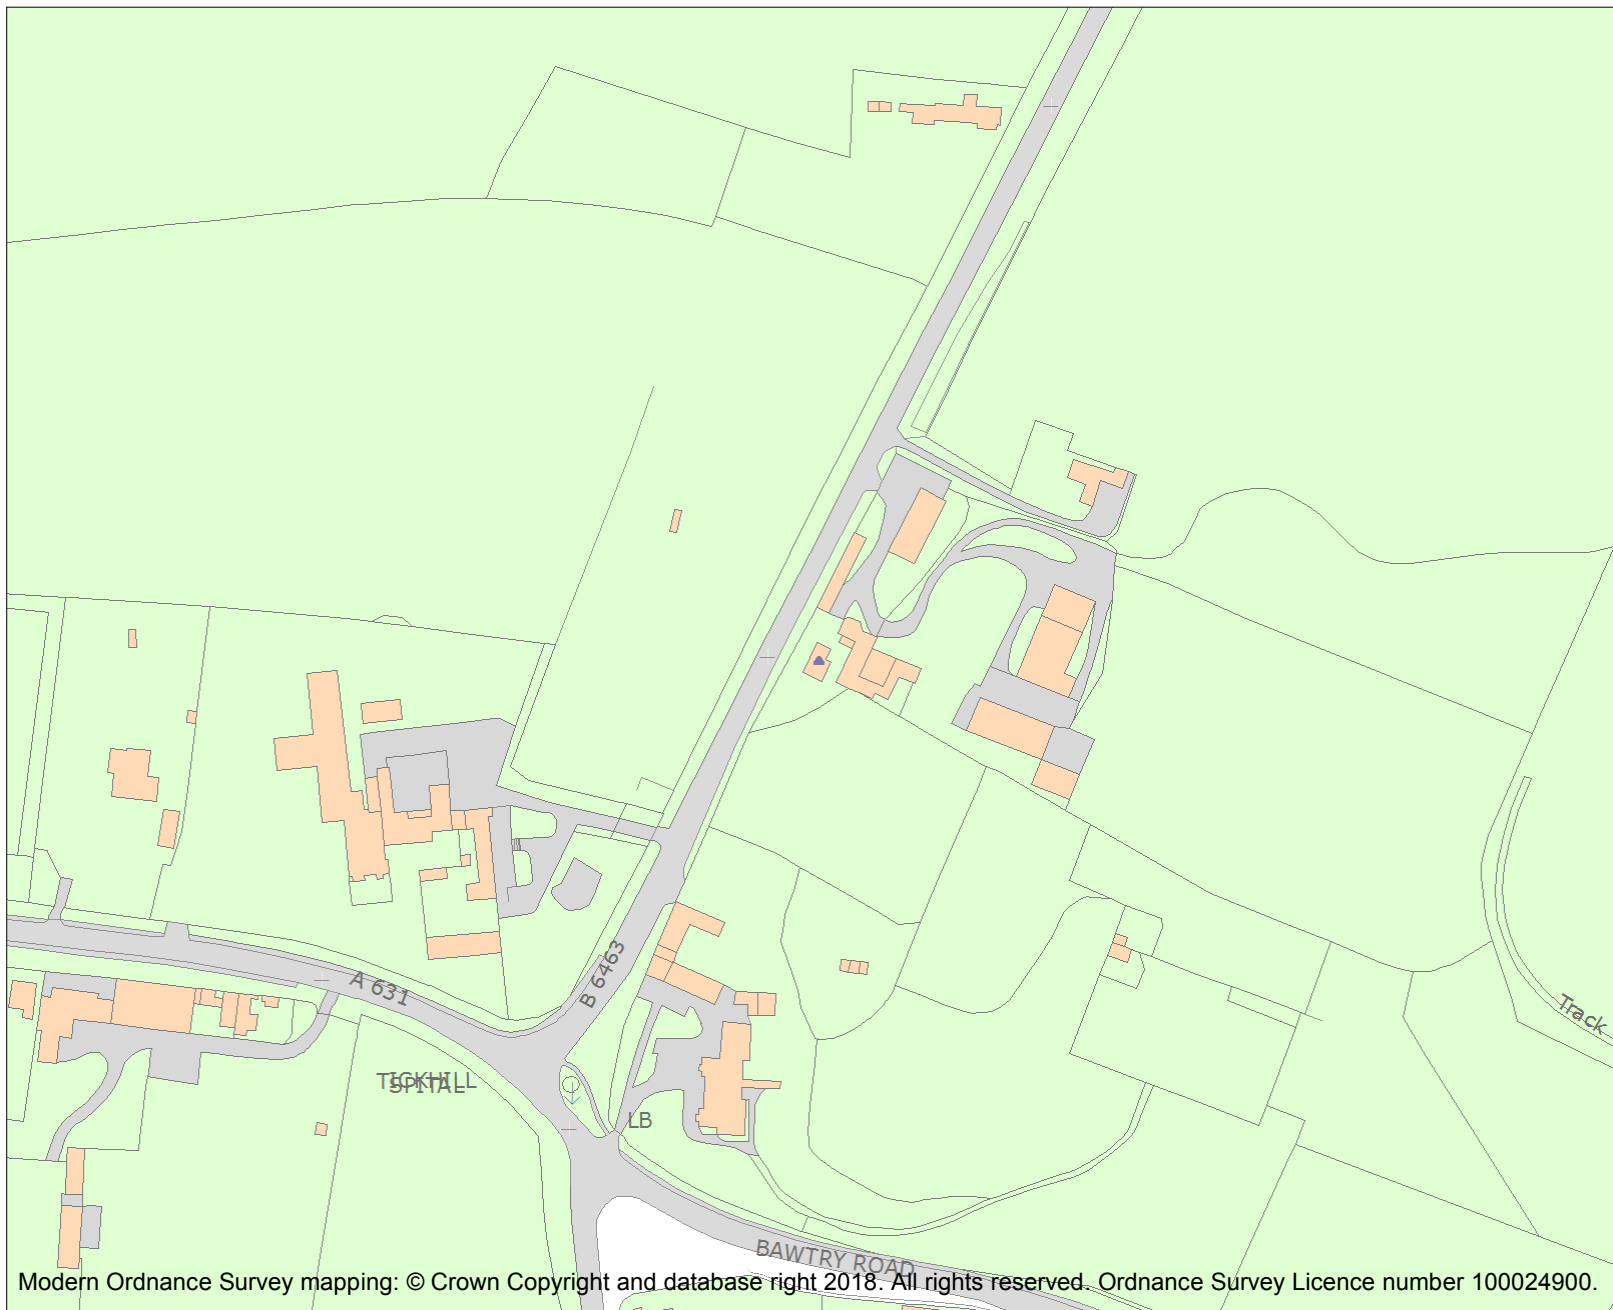 Track
A 631
B 6463
TICKHILL
SPITAL
LB
BAWTRY ROAD
Modern Ordnance Survey mapping: © Crown Copyright and database right 2018. All rights reserved. Ordnance Survey Licence number 100024900.